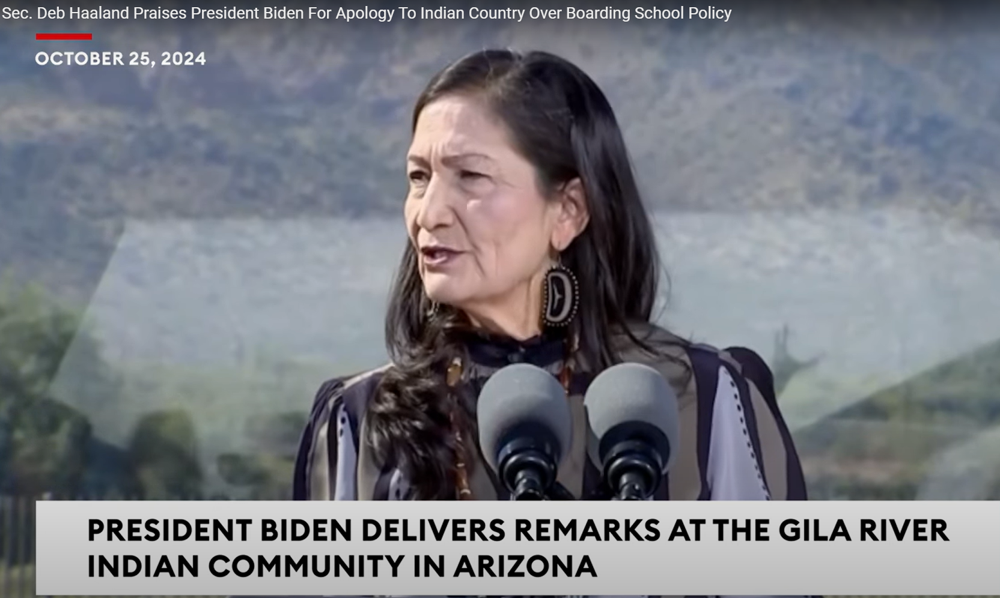 Sec. Deb Haaland Praises President Biden For Apology To Indian Country Over Boarding School Policy
OCTOBER 25, 2024
PRESIDENT BIDEN DELIVERS REMARKS AT THE GILA RIVER
INDIAN COMMUNITY IN ARIZONA